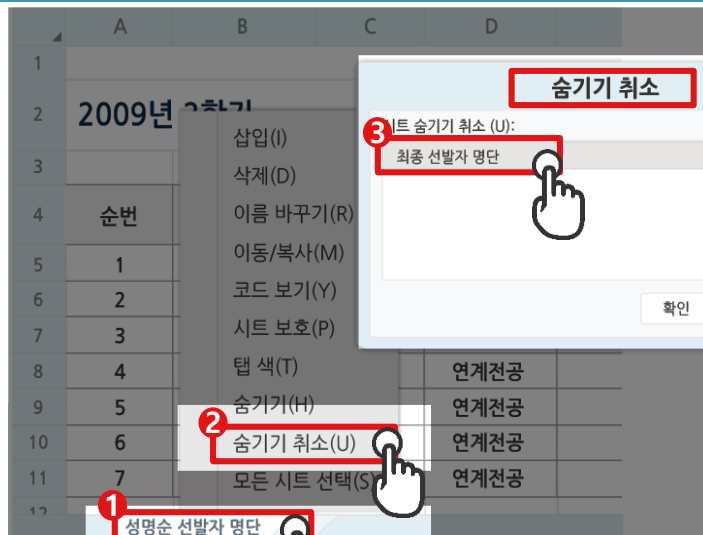 A B C D
1
2 2009년 2학기
3
4 순번
5 1
6 2
7 3
8 4 연계전공
9 5 연계전공
10 6 연계전공
11 7 연계전공
12
삽입(I)
삭제(D)
이름 바꾸기(R)
이동/복사(M)
코드 보기(Y)
시트 보호(P)
탭 색(T)
숨기기(H)
2
숨기기 취소(U)
모든 시트 선택(S)
1
성명순 선발자 명단
숨기기 취소
3
시트 숨기기 취소 (U):
최종 선발자 명단
확인